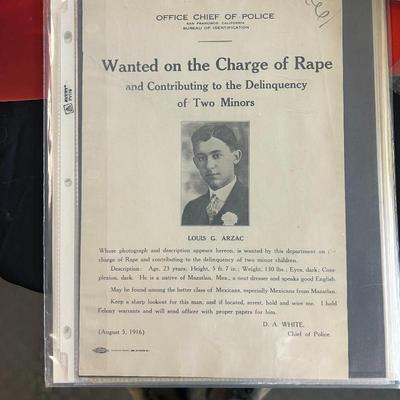 OFFICE CHIEF OF POLICE
SAN FRANCISCO, CALIFORNIA
BUREAU OF IDENTIFICATION
Wanted on the Charge of Rape
and Contributing to the Delinquency
of Two Minors
LOUIS G. ARZAC
Whose photograph and description appears hereon, is wanted by this department on
charge of Rape and contributing to the delinquency of two minor children.
Description: Age, 23 years; Height, 5 ft. 7 in.; Weight, 130 lbs; Eyes, dark; Com-
plexion, dark. He is a native of Mazatlan, Mex., a neat dresser and speaks good English.
May be found among the better class of Mexicans, especially Mexicans from Mazatlan.
Keep a sharp lookout for this man, and if located, arrest, hold and wire me. I hold
Felony warrants and will send officer with proper papers for him.
D. A. WHITE,
(August 5, 1916) Chief of Police.